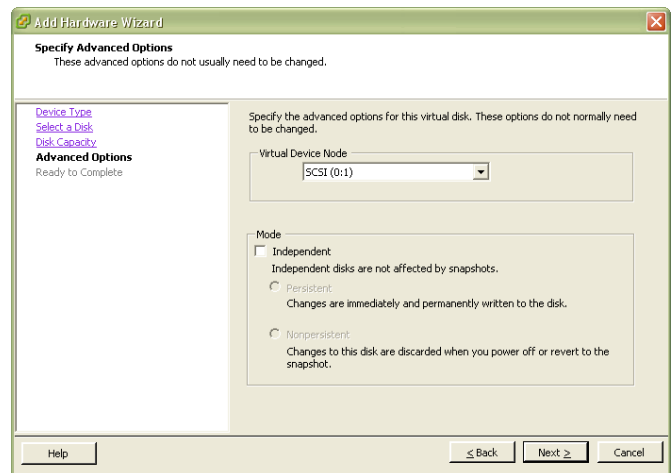 Add Hardware Wizard
Specify Advanced Options
These advanced options do not usually need to be changed.
Device Type
Select a Disk
Disk Capacity
Advanced Options
Ready to Complete
Specify the advanced options for this virtual disk. These options do not normally need
to be changed.
Virtual Device Node
SCSI (0:1)
Mode
Independent
Independent disks are not affected by snapshots.
Persistent
Changes are immediately and permanently written to the disk.
Nonpersistent
Changes to this disk are discarded when you power off or revert to the
snapshot.
Help
< Back
Next >
Cancel